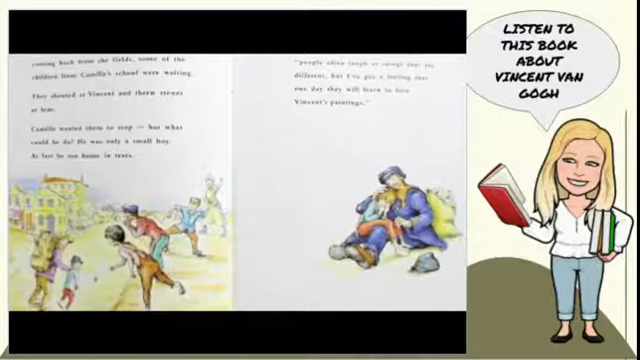 coming back from the fields, some of the
children from Camille's school were waiting.
They shouted at Vincent and threw stones
at him.
Camille wanted them to stop — but what
could he do? He was only a small boy.
At last he ran home in tears.
"people often laugh at things that are
different, but I've got a feeling that
one day they will learn to love
Vincent's paintings."
LISTEN TO
THIS BOOK
ABOUT
VINCENT VAN
GOGH